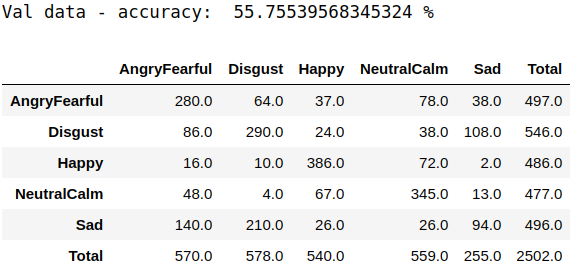 Val data - accuracy:  55.75539568345324 %
AngryFearful Disgust Happy NeutralCalm Sad Total
AngryFearful 280.0 64.0 37.0 78.0 38.0 497.0
Disgust 86.0 290.0 24.0 38.0 108.0 546.0
Happy 16.0 10.0 386.0 72.0 2.0 486.0
NeutralCalm 48.0 4.0 67.0 345.0 13.0 477.0
Sad 140.0 210.0 26.0 26.0 94.0 496.0
Total 570.0 578.0 540.0 559.0 255.0 2502.0